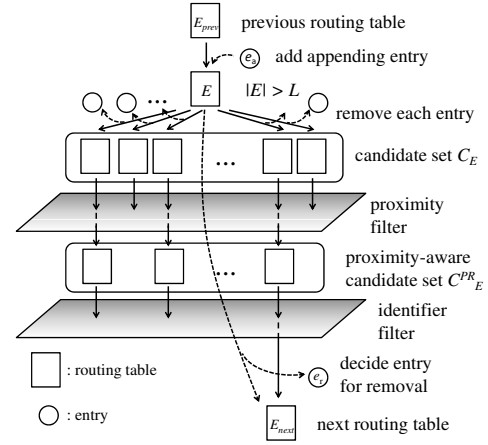 E_prev previous routing table
e_a add appending entry
E |E| > L
... remove each entry
... candidate set C_E
proximity
filter
... proximity-aware
candidate set C^PR_E
identifier
filter
: routing table
e_r decide entry
for removal
: entry
E_next next routing table